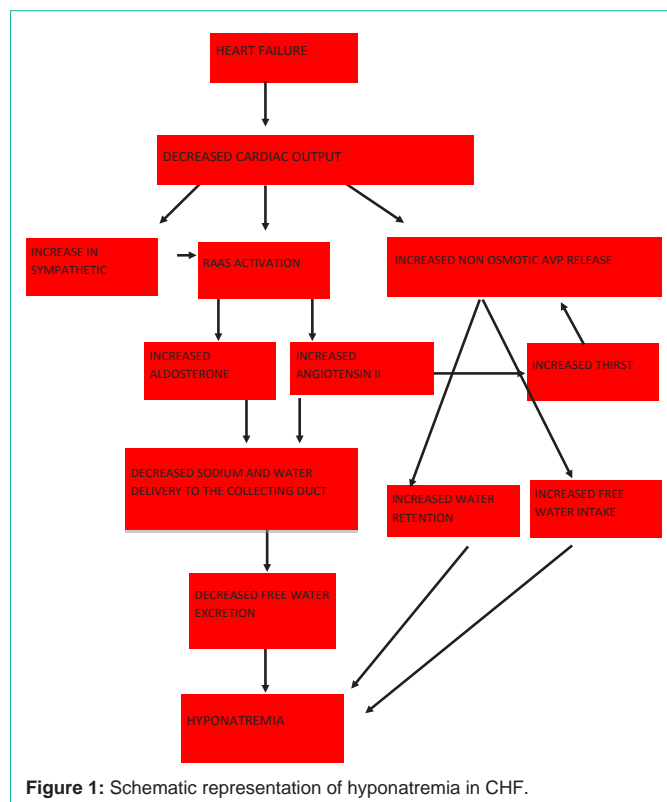 HEART FAILURE
DECREASED CARDIAC OUTPUT
INCREASE IN
SYMPATHETIC
RAAS ACTIVATION
INCREASED NON OSMOTIC AVP RELEASE
INCREASED
ALDOSTERONE
INCREASED
ANGIOTENSIN II
INCREASED THIRST
DECREASED SODIUM AND WATER
DELIVERY TO THE COLLECTING DUCT
INCREASED WATER
RETENTION
INCREASED FREE
WATER INTAKE
DECREASED FREE WATER
EXCRETION
HYPONATREMIA
Figure 1: Schematic representation of hyponatremia in CHF.